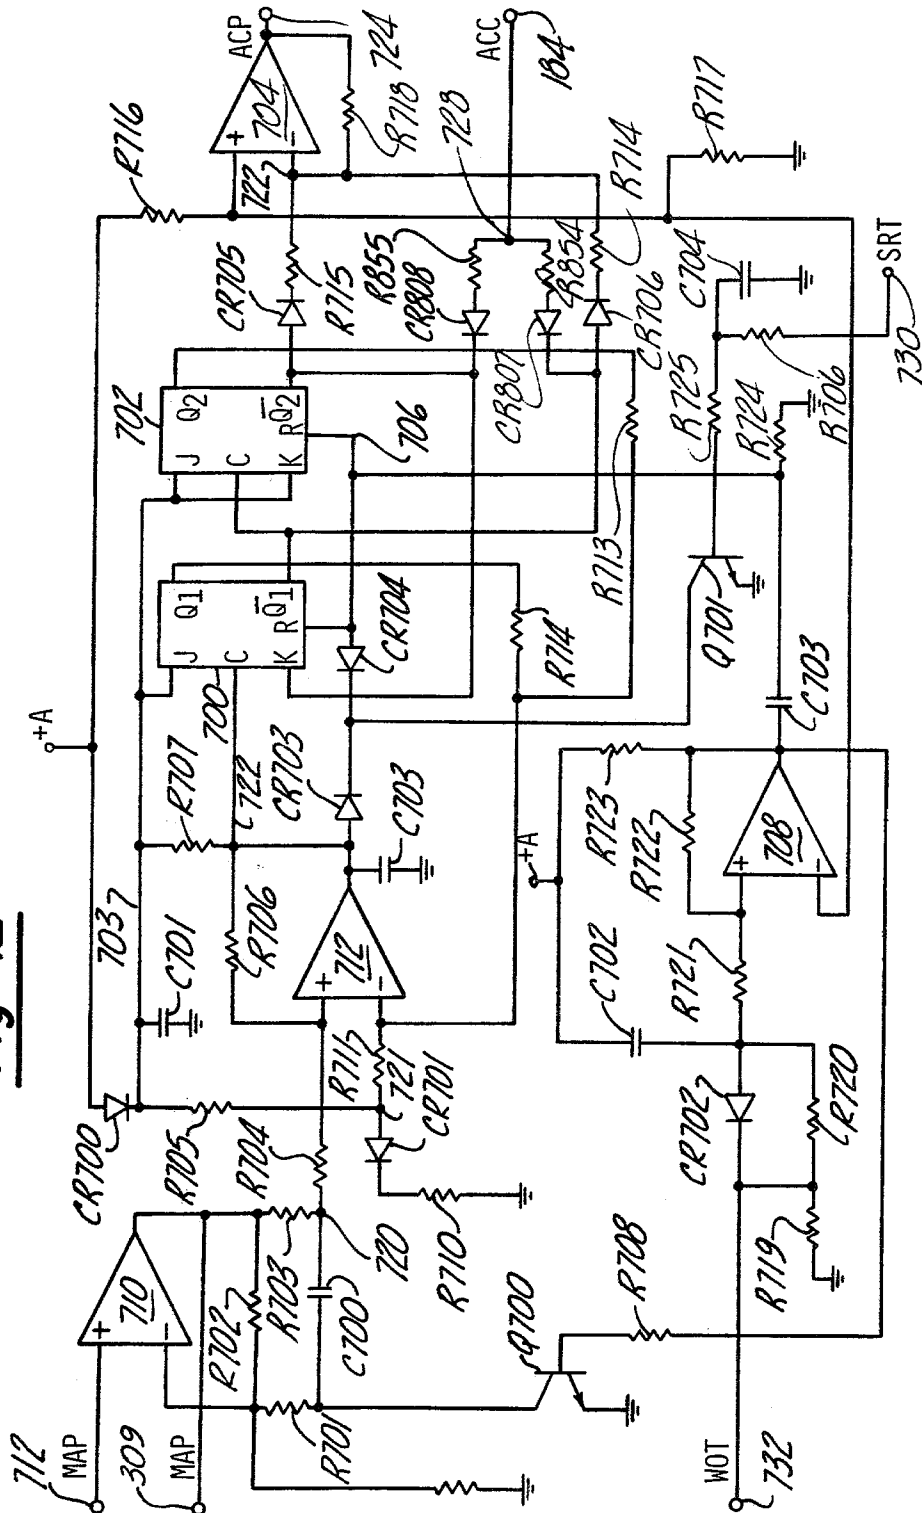 ACP
724
R716
704
+
−
722
R718
ACC
184
728
R717
CR705
R715
R855
CR808
R854
R714
CR807
CR706
C704
SRT
730
702
J
Q2
C
Q̅2
K
R
706
R725
R724
R706
R713
Q701
J
Q1
C
Q̅1
K
R
700
CR704
R714
C703
+A
R707
722
CR703
C703
703
C701
R706
712
+
−
+A
R723
R722
708
+
−
C702
R721
CR700
R705
R704
R711
721
CR701
R710
CR702
R720
R719
710
+
−
R702
R703
720
C700
R701
Q700
R708
712
MAP
309
MAP
WOT
732